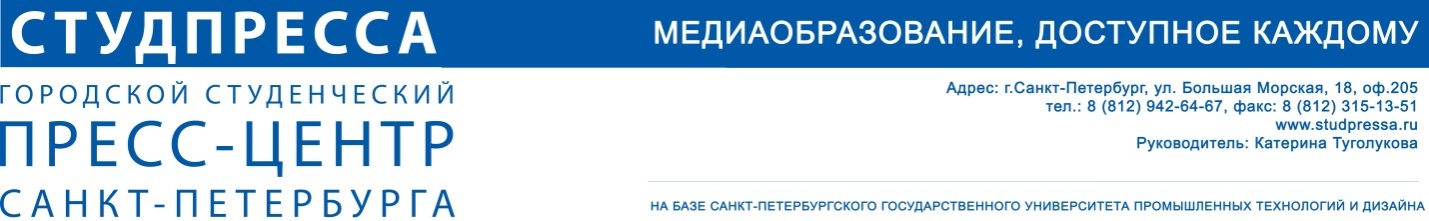 СТУДПРЕССА
ГОРОДСКОЙ СТУДЕНЧЕСКИЙ
ПРЕСС-ЦЕНТР
САНКТ-ПЕТЕРБУРГА
МЕДИАОБРАЗОВАНИЕ, ДОСТУПНОЕ КАЖДОМУ
Адрес: г.Санкт-Петербург, ул. Большая Морская, 18, оф.205
тел.: 8 (812) 942-64-67, факс: 8 (812) 315-13-51
www.studpressa.ru
Руководитель: Катерина Туголукова
НА БАЗЕ САНКТ-ПЕТЕРБУРГСКОГО ГОСУДАРСТВЕННОГО УНИВЕРСИТЕТА ПРОМЫШЛЕННЫХ ТЕХНОЛОГИЙ И ДИЗАЙНА